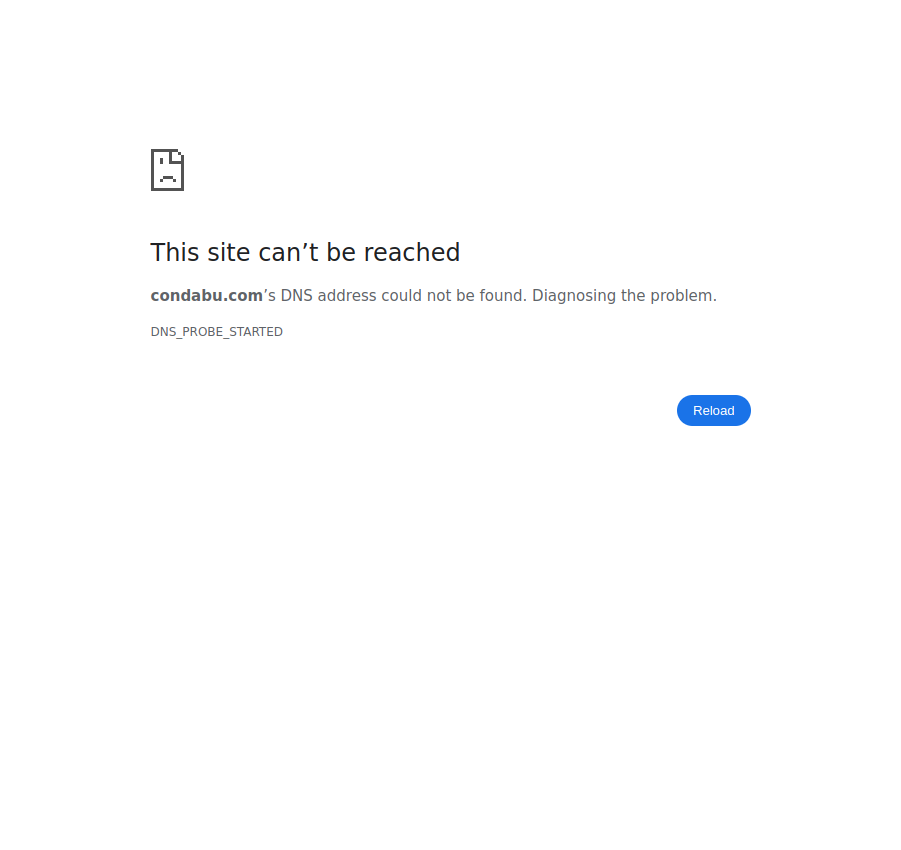 This site can’t be reached
condabu.com’s DNS address could not be found. Diagnosing the problem.
DNS_PROBE_STARTED
Reload